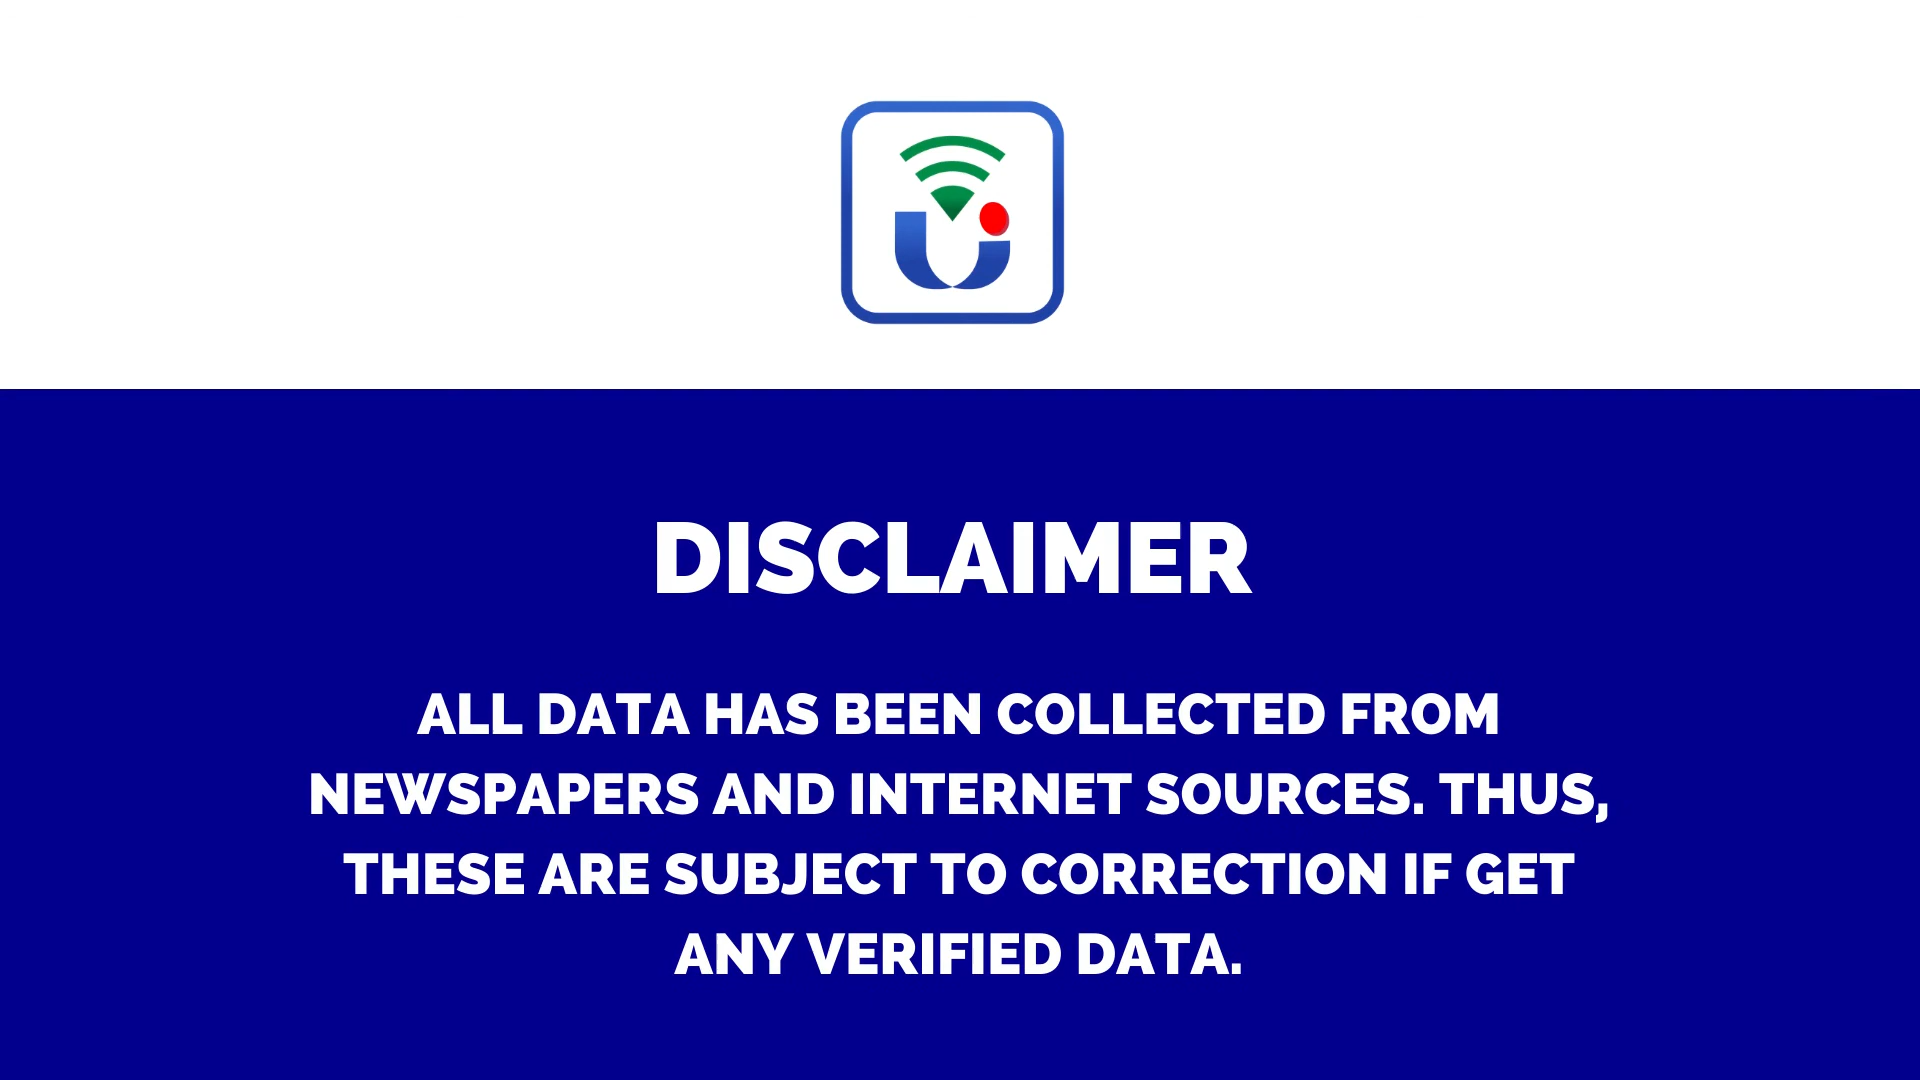 DISCLAIMER
ALL DATA HAS BEEN COLLECTED FROM
NEWSPAPERS AND INTERNET SOURCES. THUS,
THESE ARE SUBJECT TO CORRECTION IF GET
ANY VERIFIED DATA.